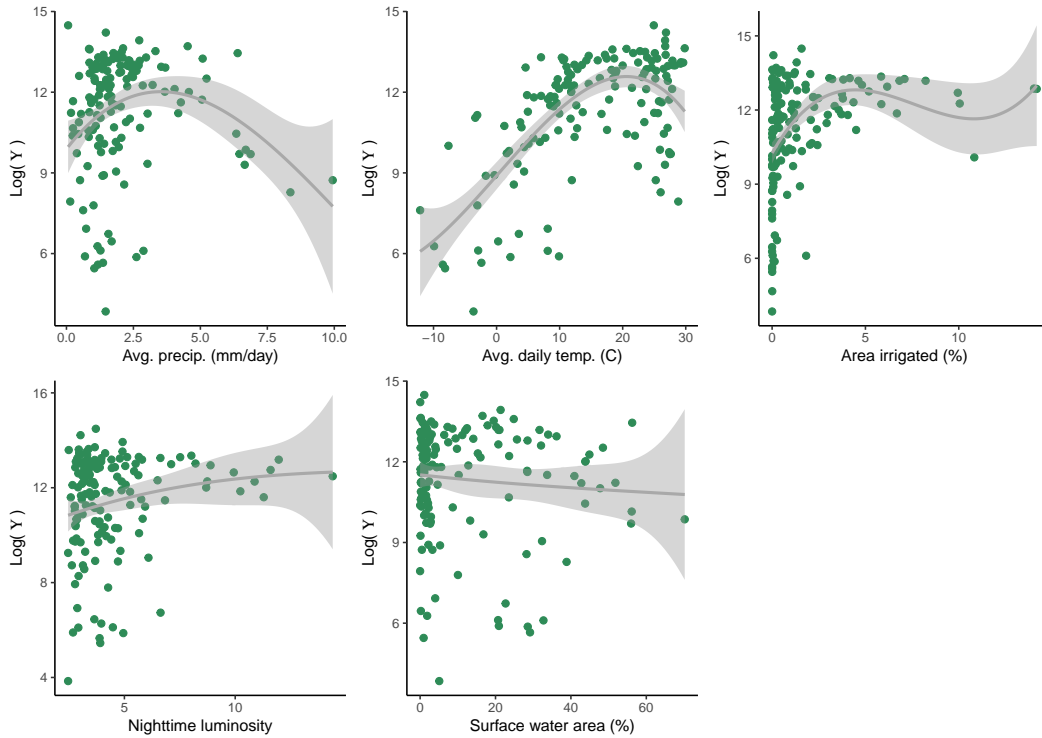 15
12
9
6
Log( Y )
0.0 2.5 5.0 7.5 10.0
Avg. precip. (mm/day)
15
12
9
6
Log( Y )
−10 0 10 20 30
Avg. daily temp. (C)
15
12
9
6
Log( Y )
0 5 10
Area irrigated (%)
16
12
8
4
Log( Y )
5 10
Nighttime luminosity
15
12
9
6
Log( Y )
0 20 40 60
Surface water area (%)